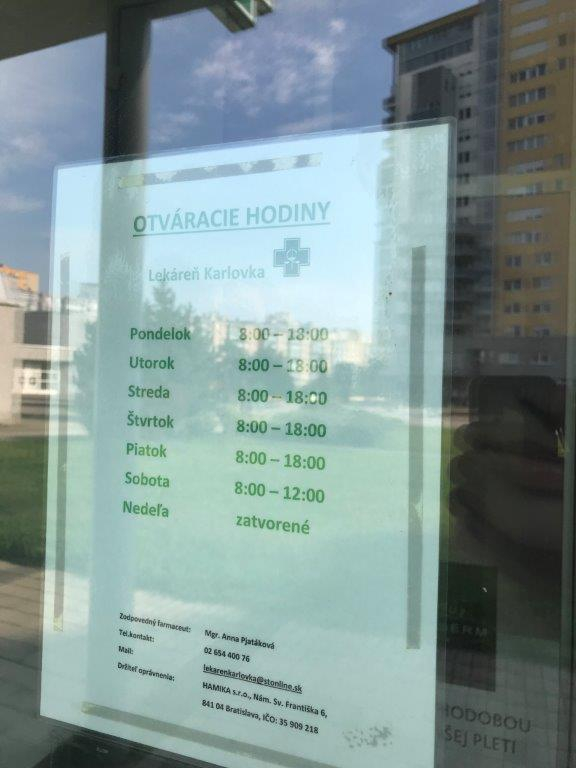 OTVÁRACIE HODINY
Lekáreň Karlovka
Pondelok 8:00 – 18:00
Utorok 8:00 – 18:00
Streda 8:00 – 18:00
Štvrtok 8:00 – 18:00
Piatok 8:00 – 18:00
Sobota 8:00 – 12:00
Nedeľa zatvorené
Zodpovedný farmaceut: Mgr. Anna Pjatáková
Tel.kontakt: 02 654 400 76
Mail: lekarenkarlovka@stonline.sk
Držiteľ oprávnenia: HAMIKA s.r.o., Nám. Sv. Františka 6,
841 04 Bratislava, IČO: 35 909 218
HODOBOU
ŠEJ PLETI